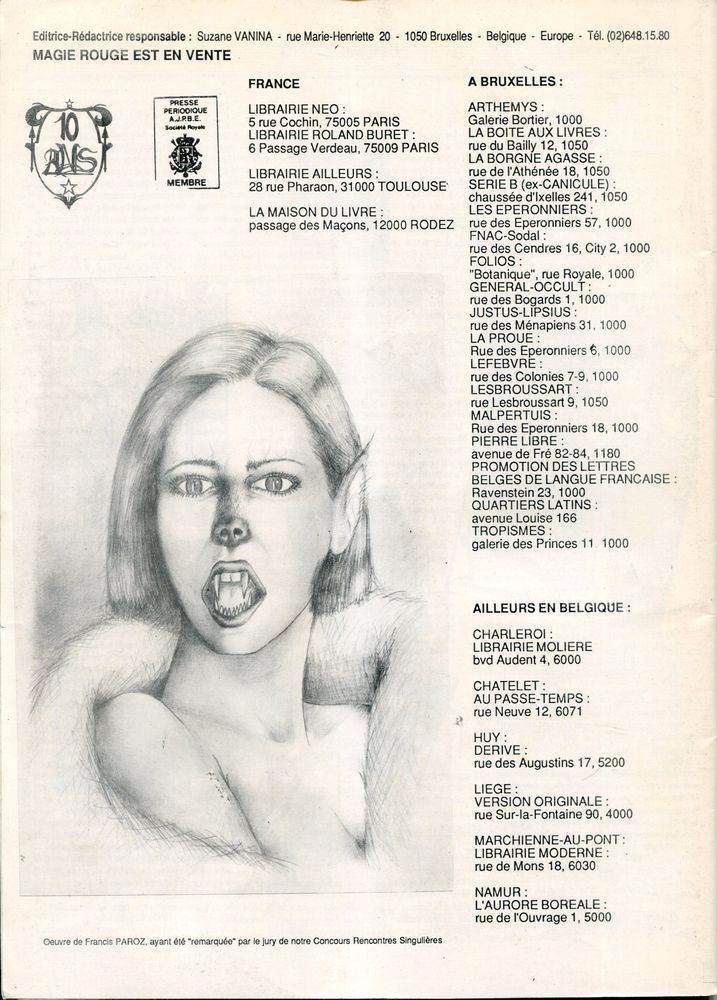 Editrice-Rédactrice responsable : Suzane VANINA - rue Marie-Henriette 20 - 1050 Bruxelles - Belgique - Europe - Tél. (02)648.15.80
MAGIE ROUGE EST EN VENTE
10
ANS
PRESSE
PERIODIQUE
A.J.P.B.E.
Société Royale
MEMBRE
FRANCE
LIBRAIRIE NEO :
5 rue Cochin, 75005 PARIS
LIBRAIRIE ROLAND BURET :
6 Passage Verdeau, 75009 PARIS
LIBRAIRIE AILLEURS :
28 rue Pharaon, 31000 TOULOUSE
LA MAISON DU LIVRE :
passage des Maçons, 12000 RODEZ
A BRUXELLES :
ARTHEMYS :
Galerie Bortier, 1000
LA BOITE AUX LIVRES :
rue du Bailly 12, 1050
LA BORGNE AGASSE :
rue de l'Athénée 18, 1050
SERIE B (ex-CANICULE) :
chaussée d'Ixelles 241, 1050
LES EPERONNIERS :
rue des Eperonniers 57, 1000
FNAC-Sodal :
rue des Cendres 16, City 2, 1000
FOLIOS :
"Botanique", rue Royale, 1000
GENERAL-OCCULT :
rue des Bogards 1, 1000
JUSTUS-LIPSIUS :
rue des Ménapiens 31, 1000
LA PROUE :
Rue des Eperonniers 6, 1000
LEFEBVRE :
rue des Colonies 7-9, 1000
LESBROUSSART :
rue Lesbroussart 9, 1050
MALPERTUIS :
Rue des Eperonniers 18, 1000
PIERRE LIBRE :
avenue de Fré 82-84, 1180
PROMOTION DES LETTRES
BELGES DE LANGUE FRANCAISE :
Ravenstein 23, 1000
QUARTIERS LATINS :
avenue Louise 166
TROPISMES :
galerie des Princes 11 1000
AILLEURS EN BELGIQUE :
CHARLEROI :
LIBRAIRIE MOLIERE
bvd Audent 4, 6000
CHATELET :
AU PASSE-TEMPS :
rue Neuve 12, 6071
HUY :
DERIVE :
rue des Augustins 17, 5200
LIEGE :
VERSION ORIGINALE :
rue Sur-la-Fontaine 90, 4000
MARCHIENNE-AU-PONT :
LIBRAIRIE MODERNE :
rue de Mons 18, 6030
NAMUR :
L'AURORE BOREALE :
rue de l'Ouvrage 1, 5000
Oeuvre de Francis PAROZ, ayant été "remarquée" par le jury de notre Concours Rencontres Singulières